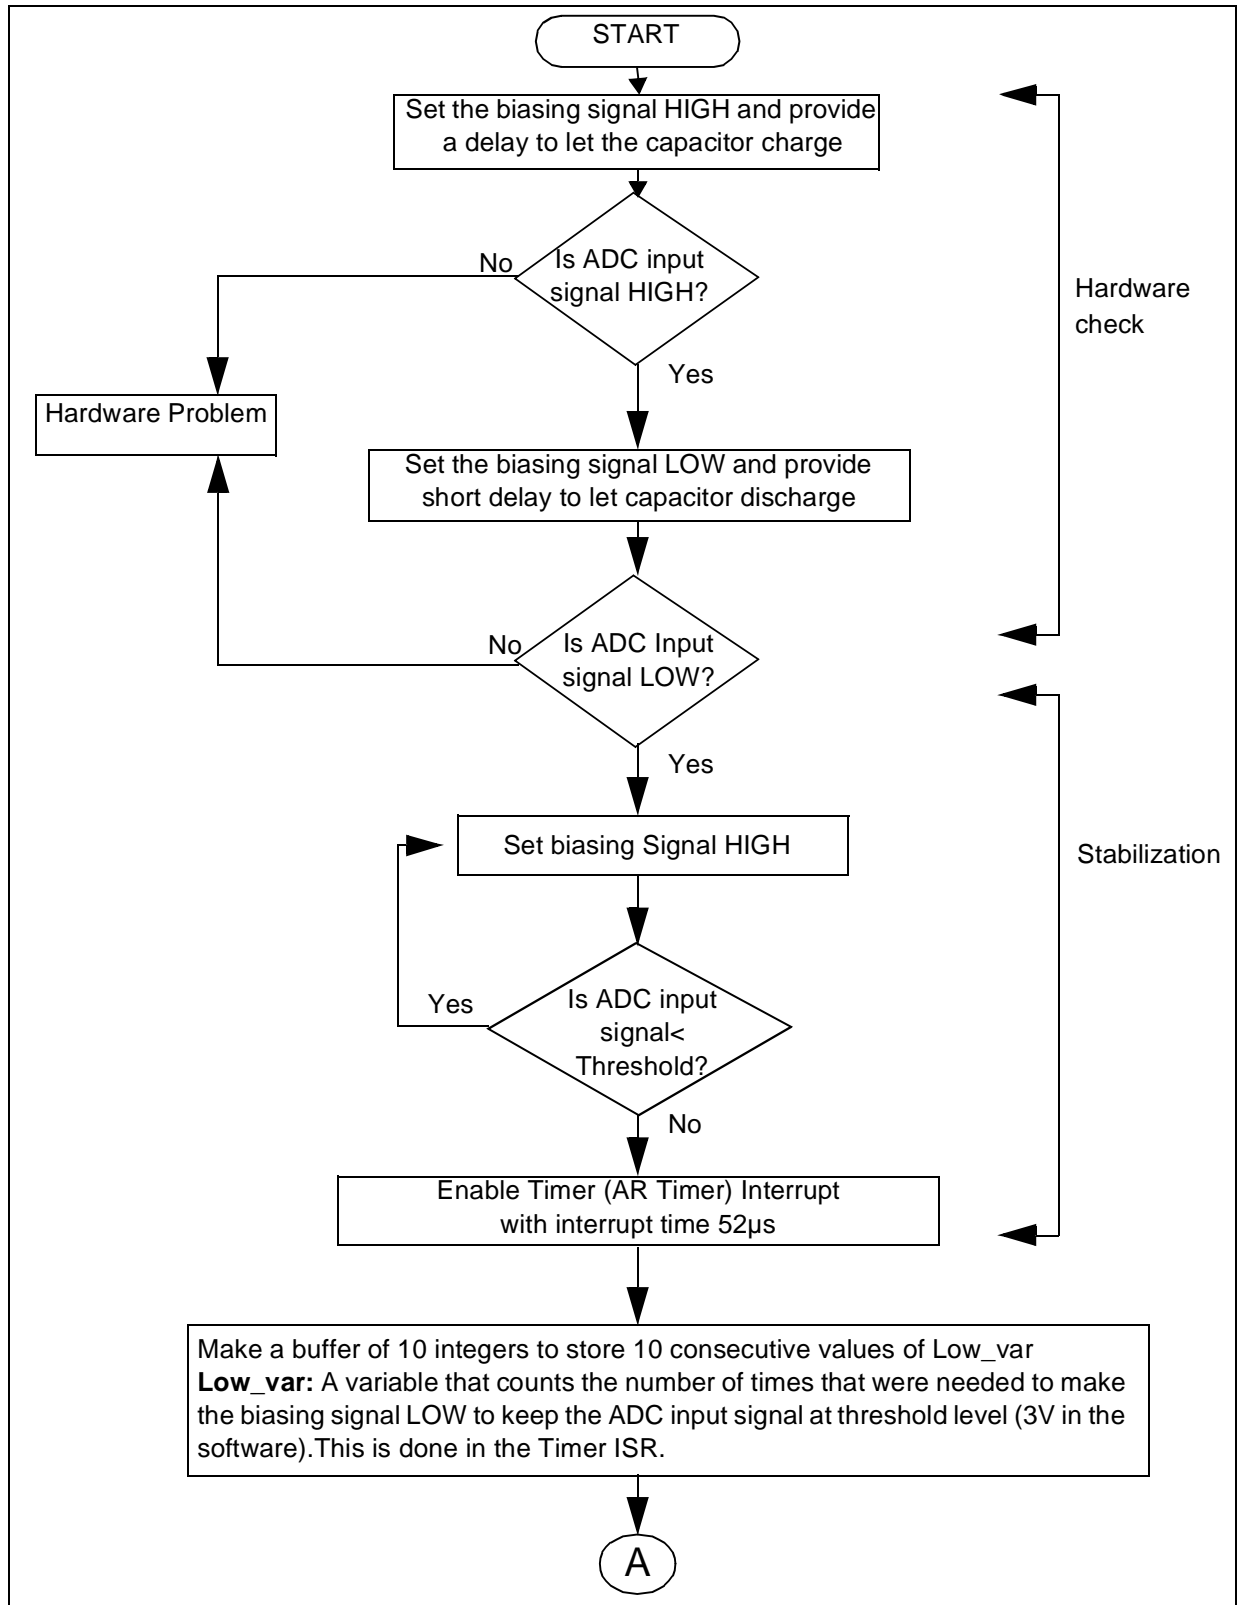 START
Set the biasing signal HIGH and provide
a delay to let the capacitor charge
No
Is ADC input
signal HIGH?
Hardware
check
Yes
Hardware Problem
Set the biasing signal LOW and provide
short delay to let capacitor discharge
No
Is ADC Input
signal LOW?
Yes
Set biasing Signal HIGH
Stabilization
Yes
Is ADC input
signal<
Threshold?
No
Enable Timer (AR Timer) Interrupt
with interrupt time 52µs
Make a buffer of 10 integers to store 10 consecutive values of Low_var
Low_var: A variable that counts the number of times that were needed to make
the biasing signal LOW to keep the ADC input signal at threshold level (3V in the
software).This is done in the Timer ISR.
A